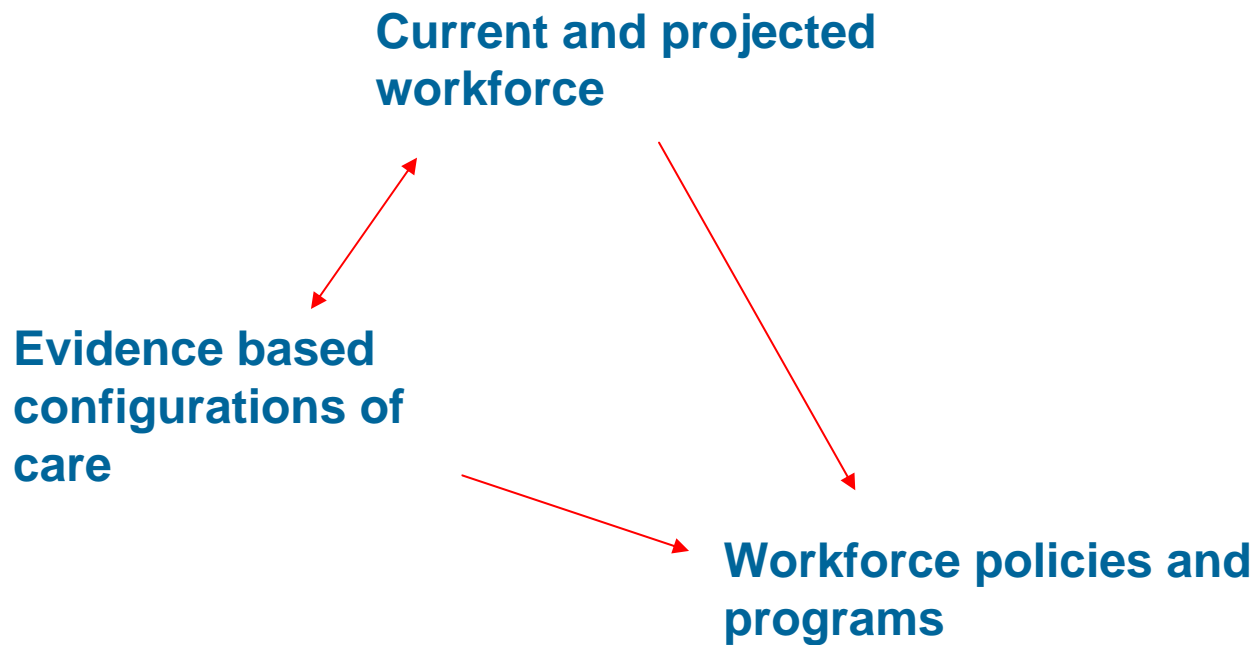 Current and projected
workforce
Evidence based
configurations of
care
Workforce policies and
programs